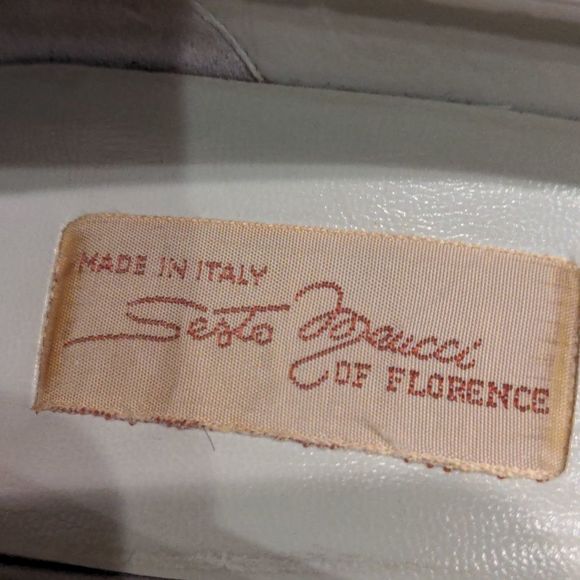 MADE IN ITALY
Sesto Meucci
OF FLORENCE